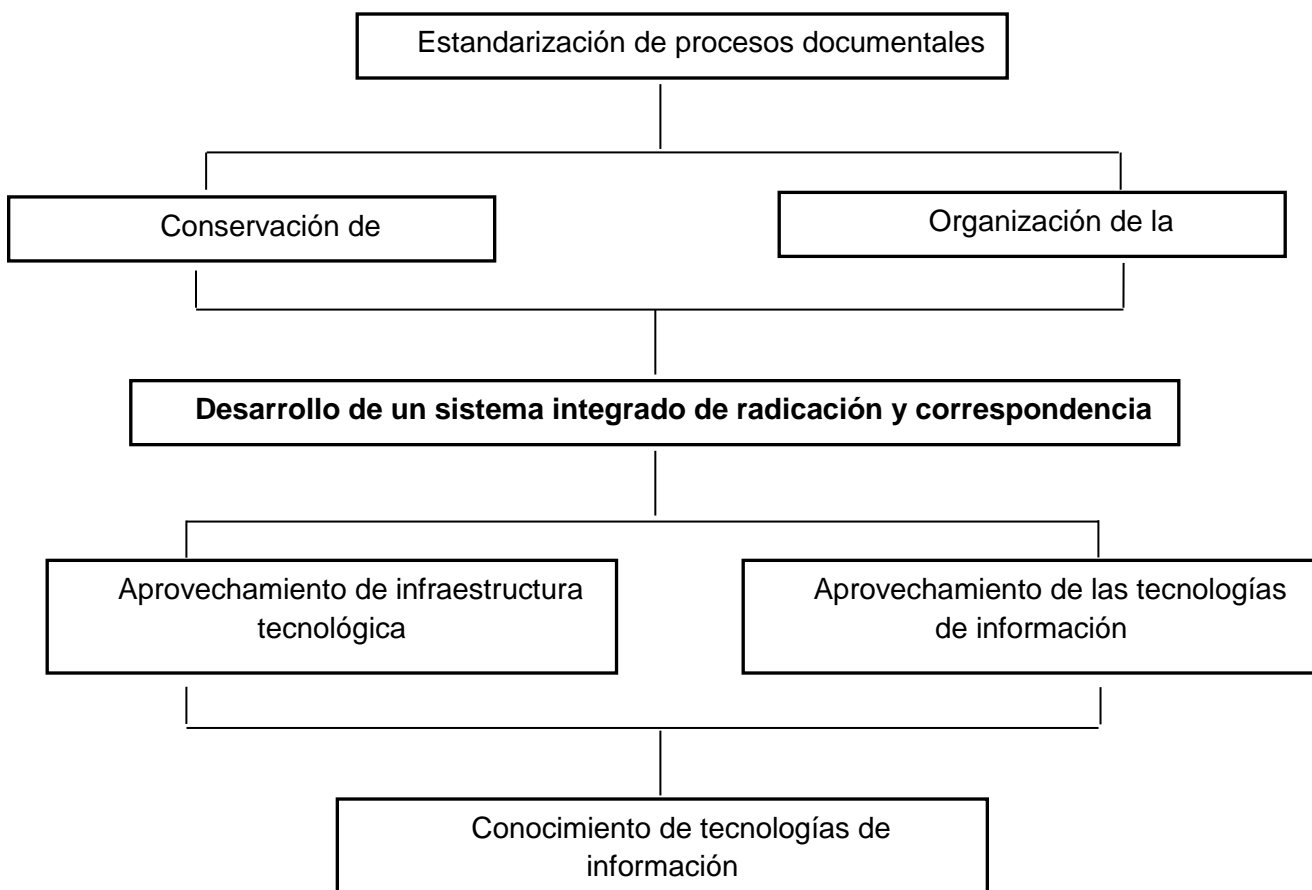 Estandarización de procesos documentales
Conservación de
Organización de la
Desarrollo de un sistema integrado de radicación y correspondencia
Aprovechamiento de infraestructura
tecnológica
Aprovechamiento de las tecnologías
de información
Conocimiento de tecnologías de
información